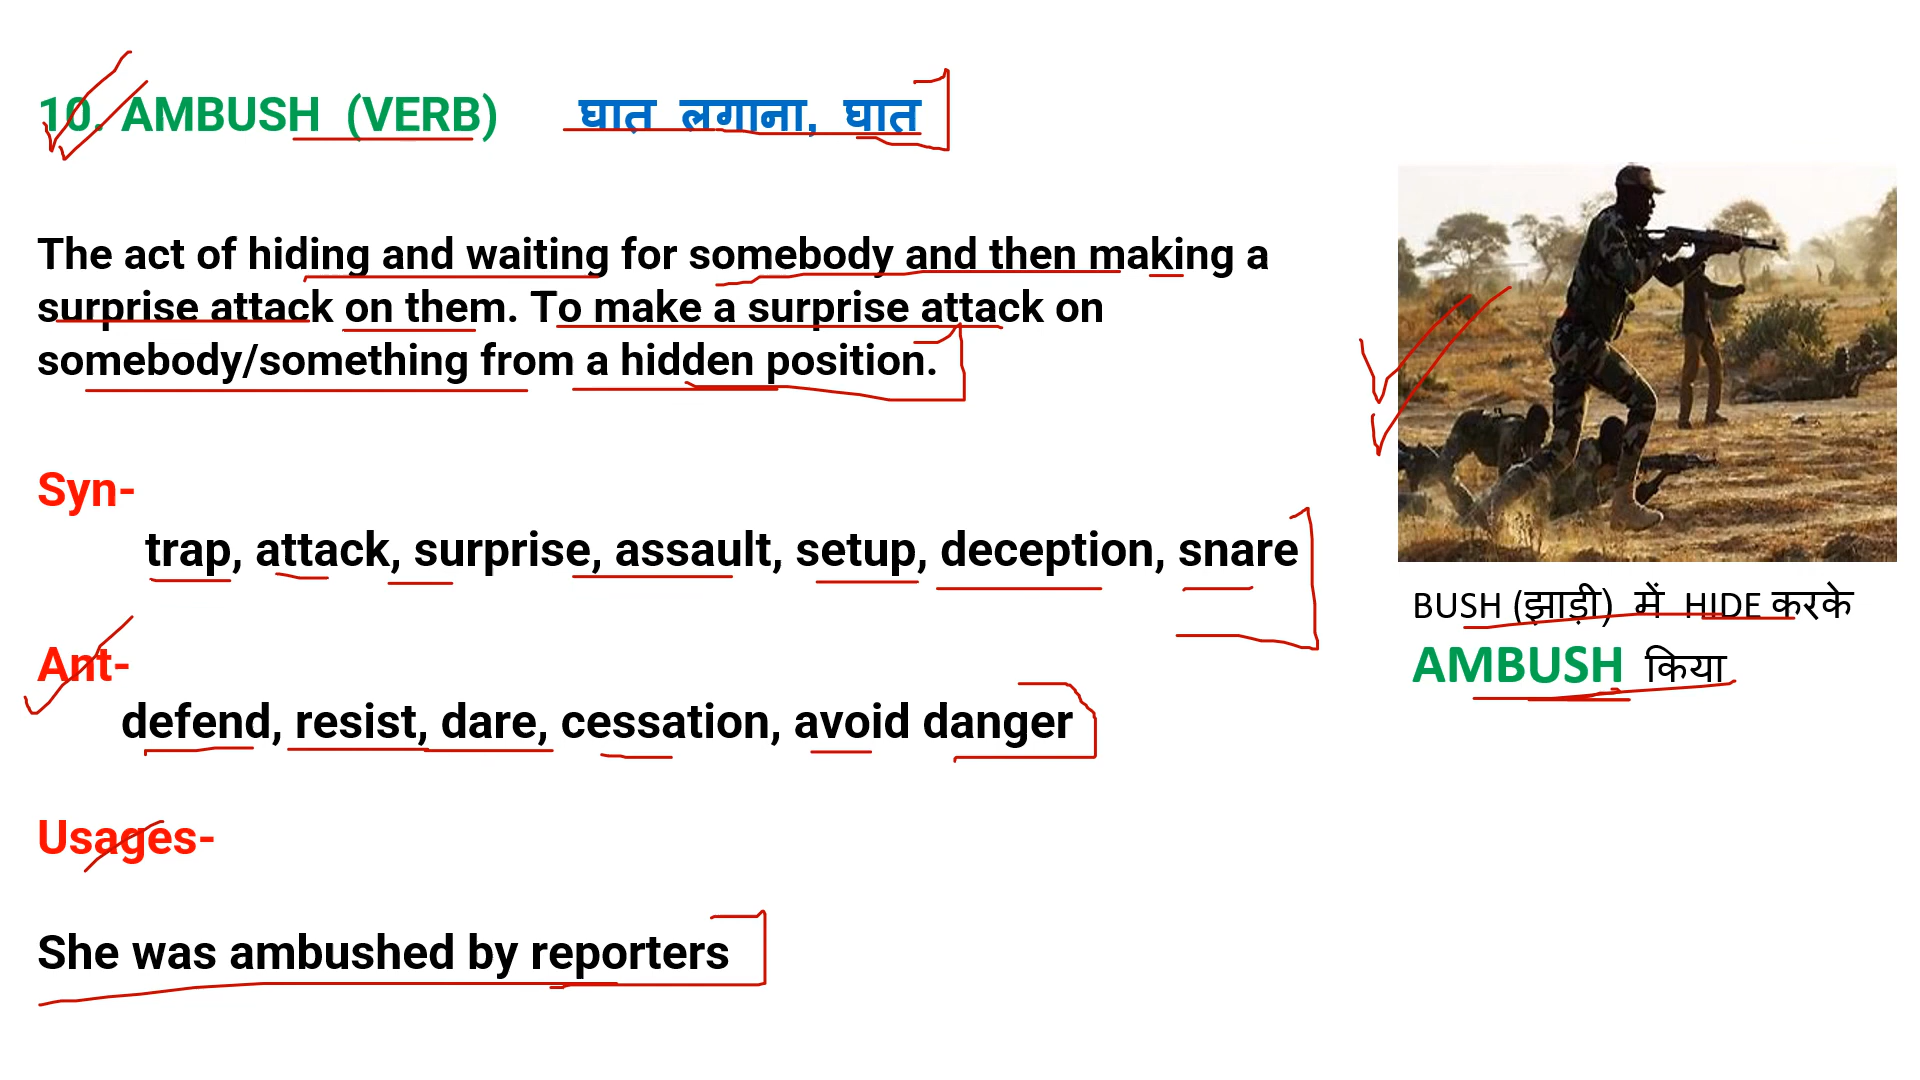 10. AMBUSH (VERB) घात लगाना, घात
The act of hiding and waiting for somebody and then making a
surprise attack on them. To make a surprise attack on
somebody/something from a hidden position.
Syn-
trap, attack, surprise, assault, setup, deception, snare
Ant-
defend, resist, dare, cessation, avoid danger
Usages-
She was ambushed by reporters
BUSH (झाड़ी) में HIDE करके
AMBUSH किया